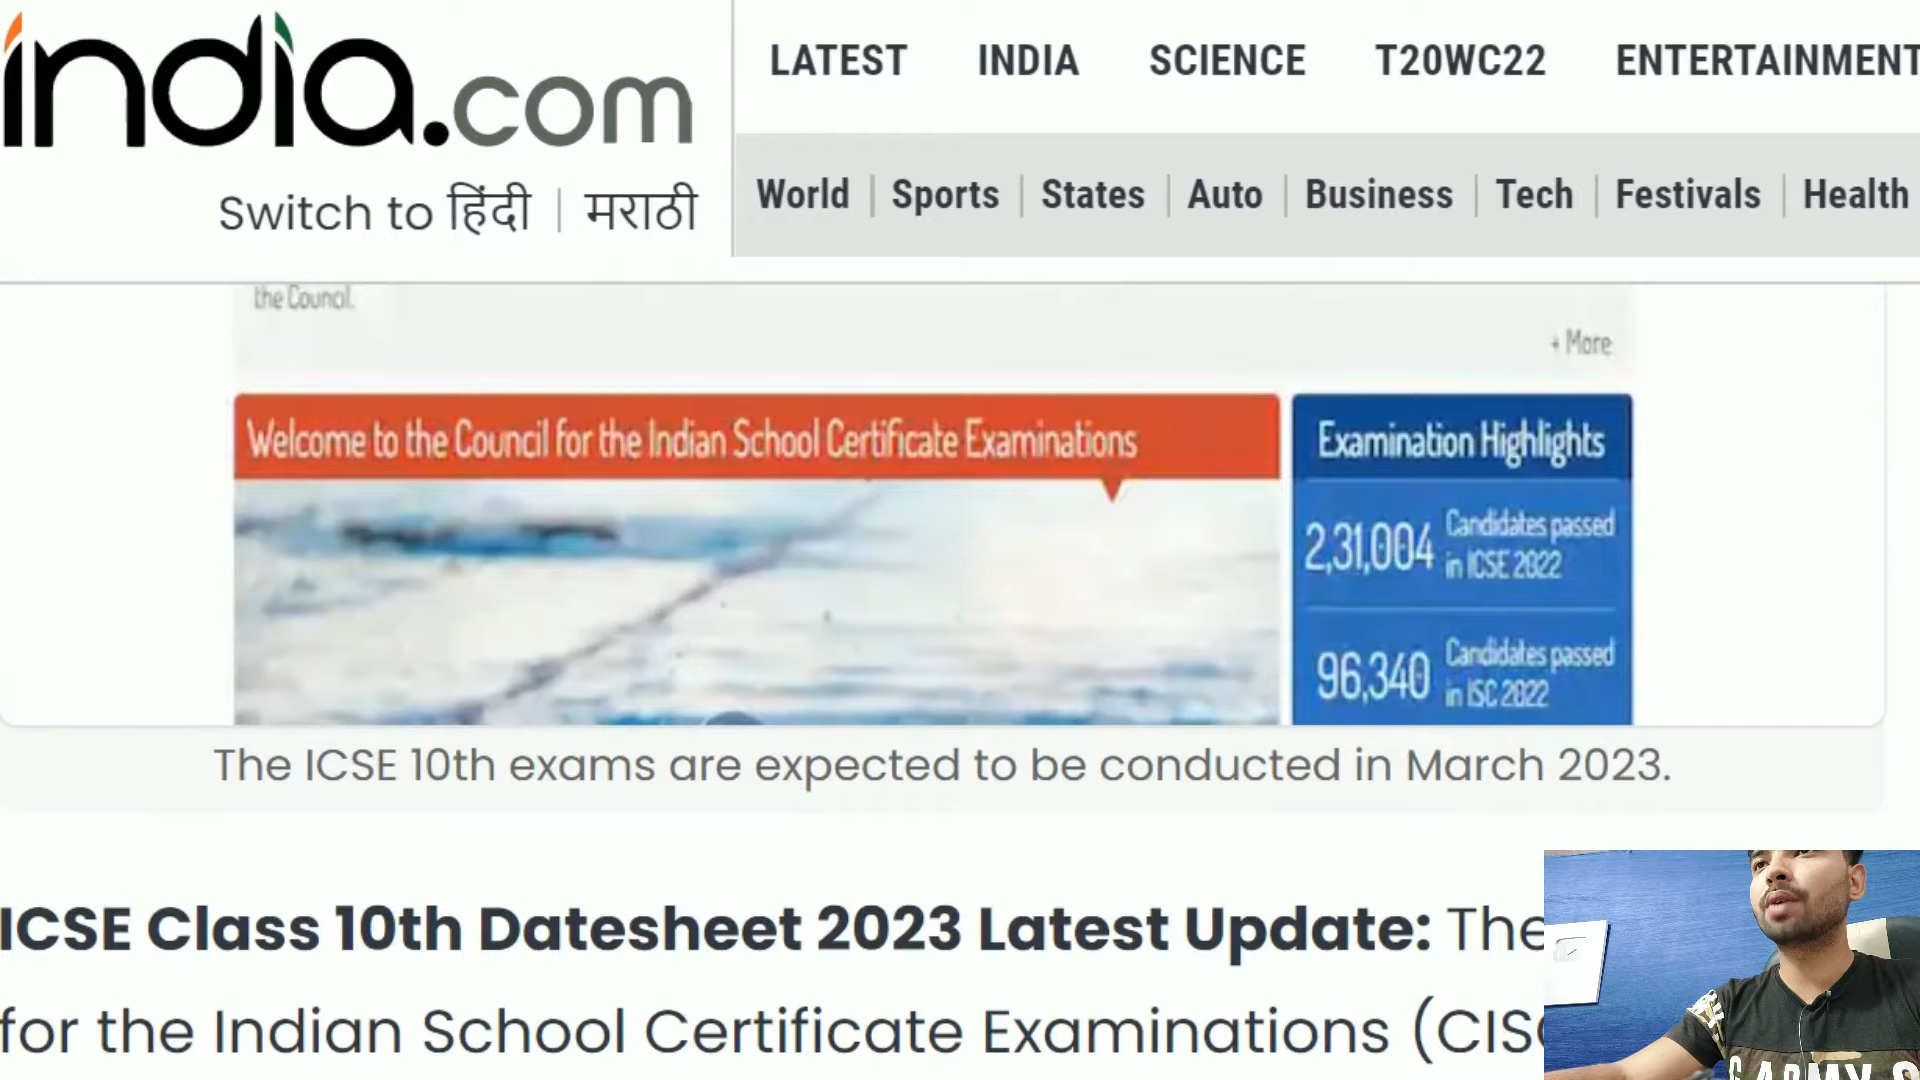 india.com
LATEST INDIA SCIENCE T20WC22 ENTERTAINMENT
Switch to हिंदी | मराठी
World | Sports | States | Auto | Business | Tech | Festivals | Health
the Council.
+ More
Welcome to the Council for the Indian School Certificate Examinations
Examination Highlights
2,31,004 Candidates passed
in ICSE 2022
96,340 Candidates passed
in ISC 2022
The ICSE 10th exams are expected to be conducted in March 2023.
ICSE Class 10th Datesheet 2023 Latest Update: The
for the Indian School Certificate Examinations (CISC
ARMY